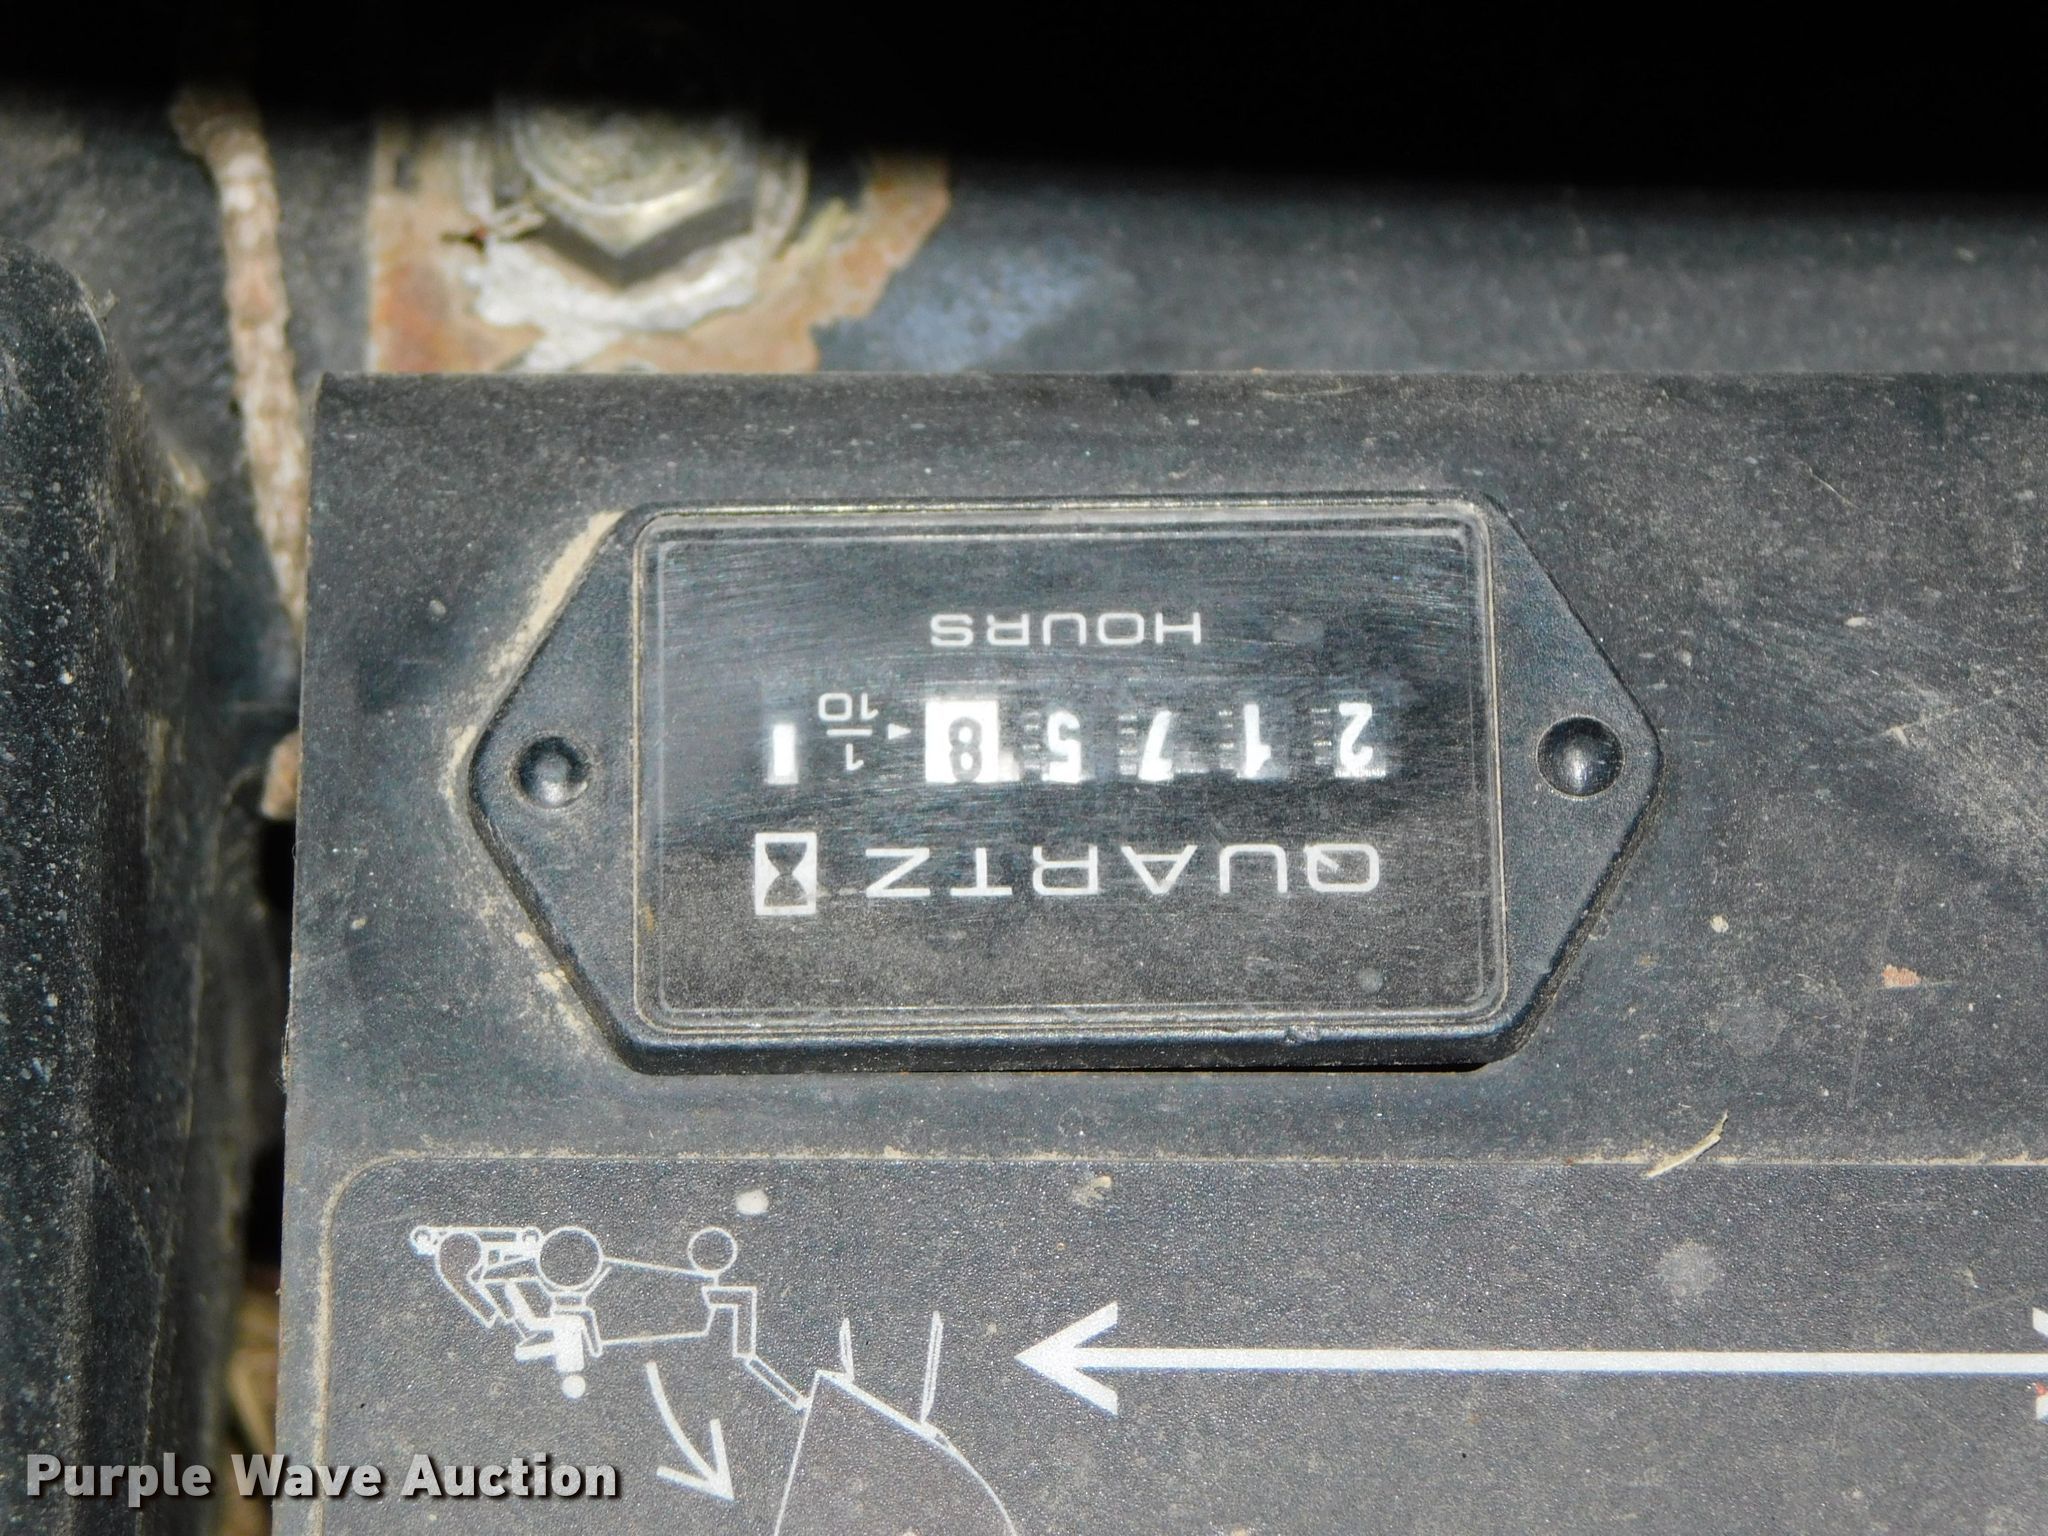 QUARTZ
21758 1/10
HOURS
Purple Wave Auction